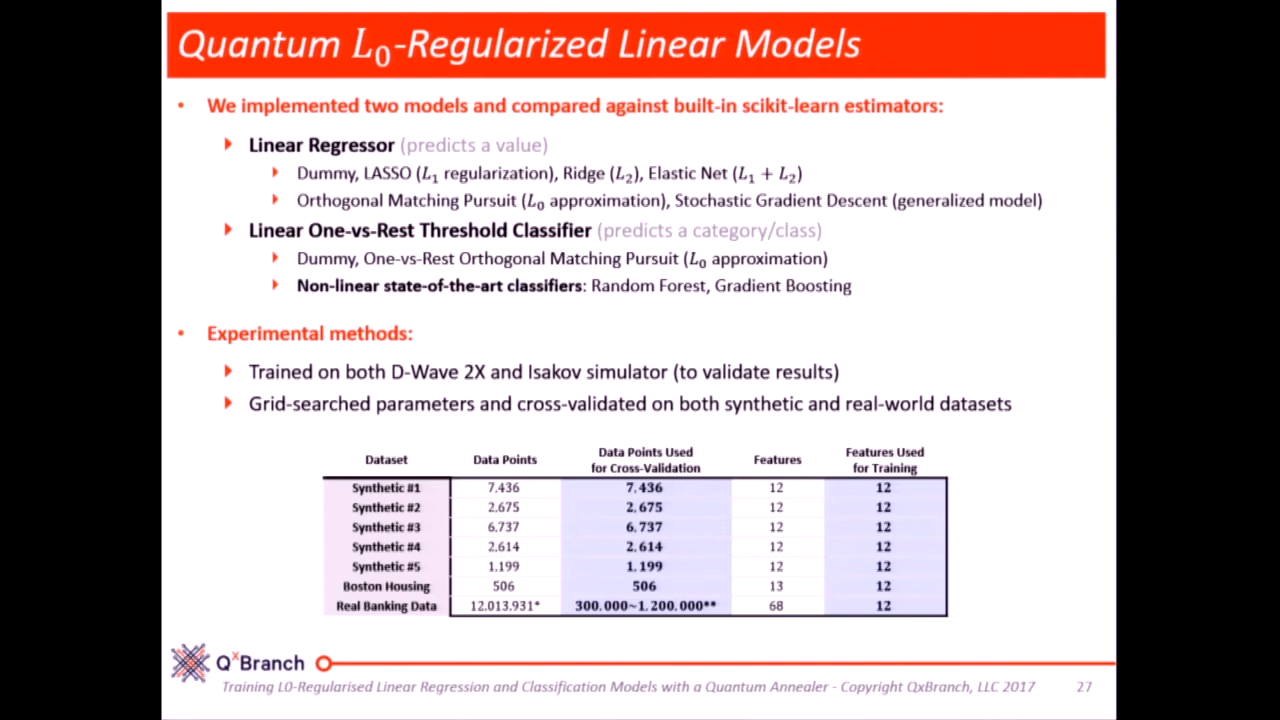 Quantum L₀-Regularized Linear Models
• We implemented two models and compared against built-in scikit-learn estimators:
Linear Regressor (predicts a value)
Dummy, LASSO (L₁ regularization), Ridge (L₂), Elastic Net (L₁ + L₂)
Orthogonal Matching Pursuit (L₀ approximation), Stochastic Gradient Descent (generalized model)
Linear One-vs-Rest Threshold Classifier (predicts a category/class)
Dummy, One-vs-Rest Orthogonal Matching Pursuit (L₀ approximation)
Non-linear state-of-the-art classifiers: Random Forest, Gradient Boosting
• Experimental methods:
Trained on both D-Wave 2X and Isakov simulator (to validate results)
Grid-searched parameters and cross-validated on both synthetic and real-world datasets
Dataset Data Points Data Points Used for Cross-Validation Features Features Used for Training
Synthetic #1 7,436 7,436 12 12
Synthetic #2 2,675 2,675 12 12
Synthetic #3 6,737 6,737 12 12
Synthetic #4 2,614 2,614 12 12
Synthetic #5 1,199 1,199 12 12
Boston Housing 506 506 13 12
Real Banking Data 12,013,931* 300,000~1,200,000** 68 12
QxBranch
Training L0-Regularised Linear Regression and Classification Models with a Quantum Annealer - Copyright QxBranch, LLC 2017 27